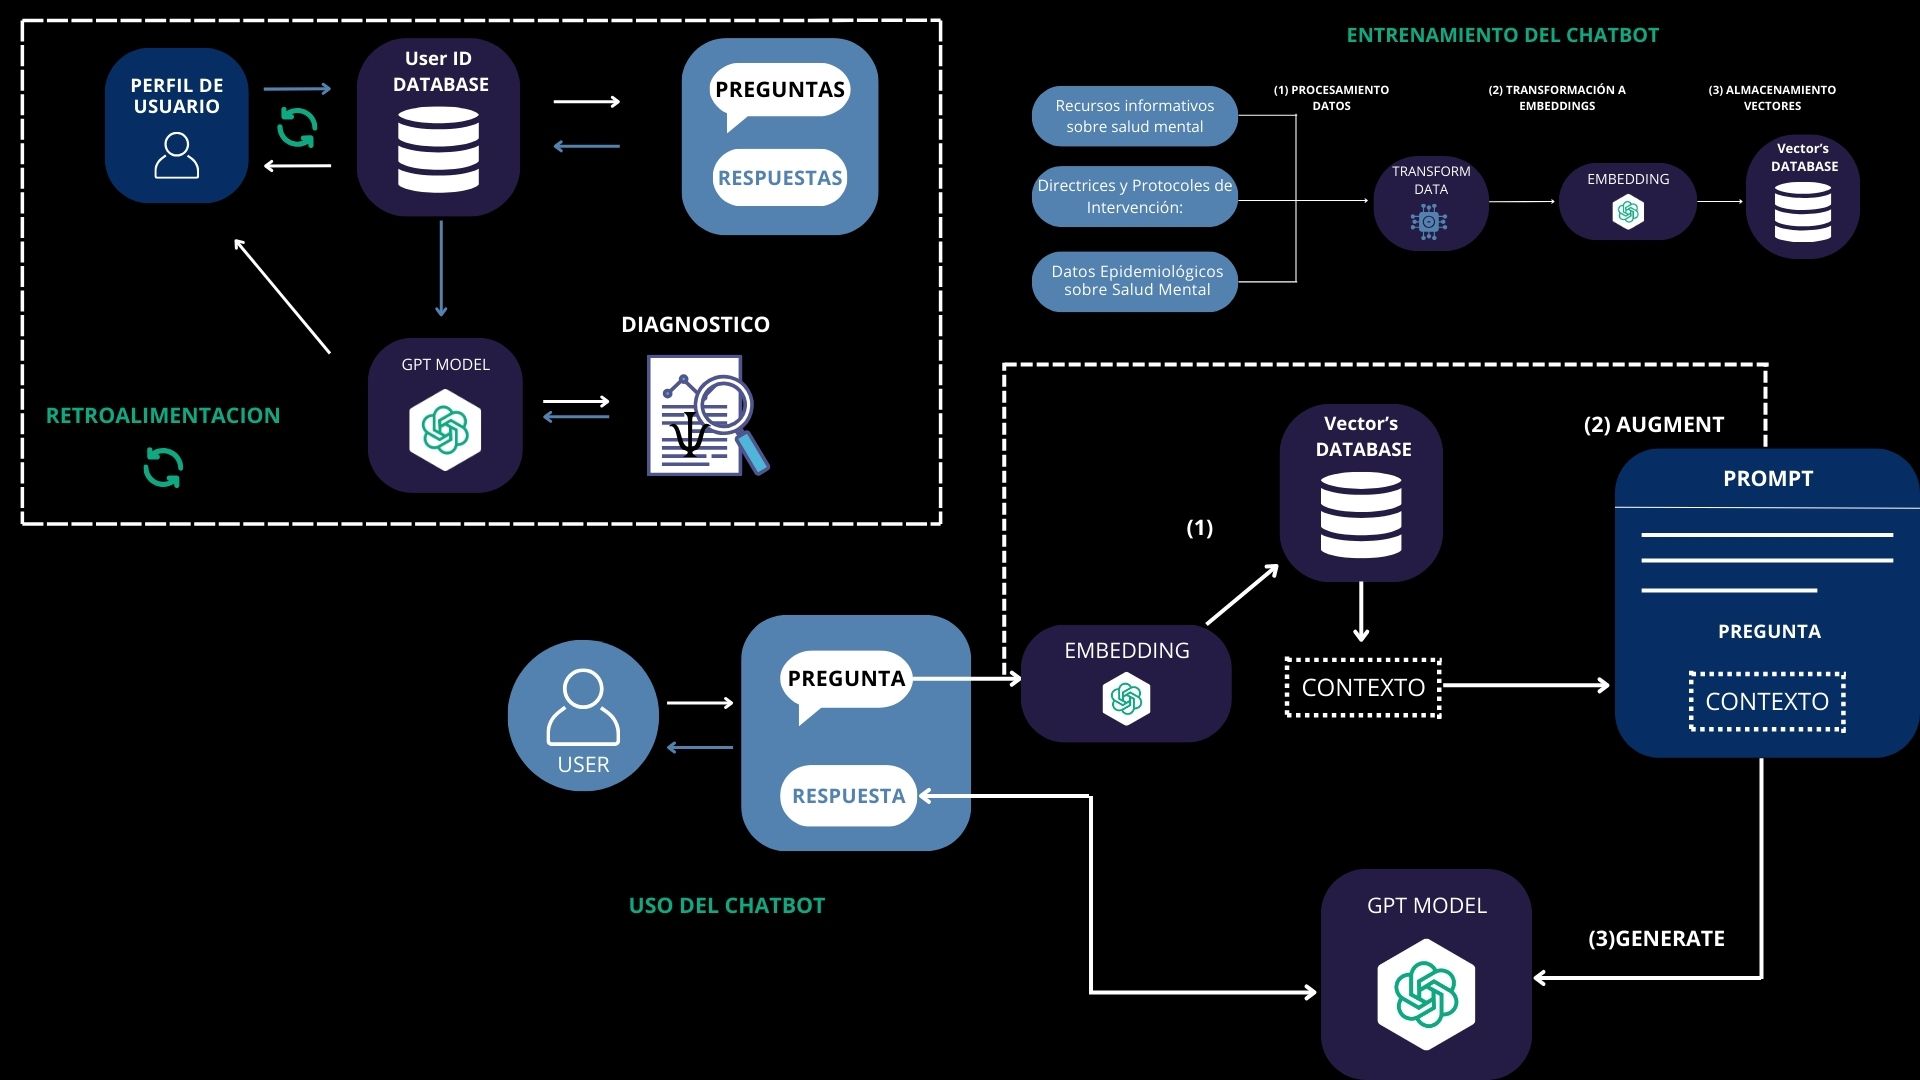 PERFIL DE
USUARIO
User ID
DATABASE
PREGUNTAS
RESPUESTAS
GPT MODEL
DIAGNOSTICO
Ψ
RETROALIMENTACION
ENTRENAMIENTO DEL CHATBOT
(1) PROCESAMIENTO
DATOS
(2) TRANSFORMACIÓN A
EMBEDDINGS
(3) ALMACENAMIENTO
VECTORES
Recursos informativos
sobre salud mental
Directrices y Protocoles de
Intervención:
Datos Epidemiológicos
sobre Salud Mental
TRANSFORM
DATA
EMBEDDING
Vector's
DATABASE
USER
PREGUNTA
RESPUESTA
USO DEL CHATBOT
EMBEDDING
(1)
Vector's
DATABASE
CONTEXTO
(2) AUGMENT
PROMPT
PREGUNTA
CONTEXTO
(3)GENERATE
GPT MODEL